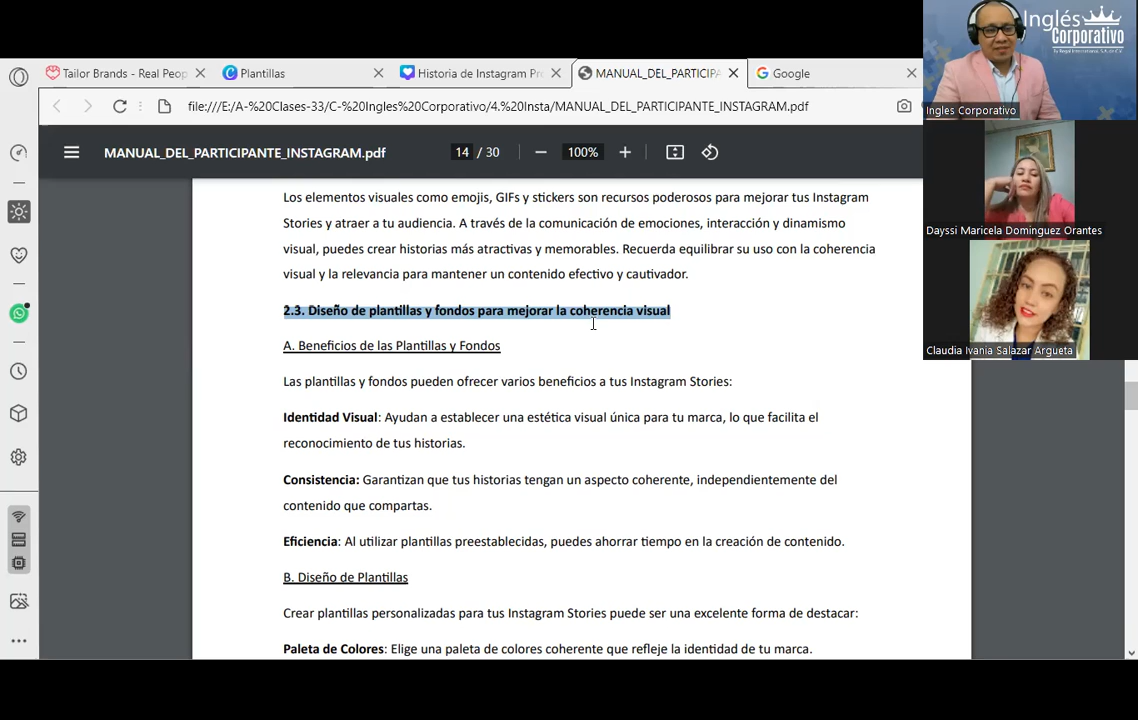 Tailor Brands - Real Peop
Plantillas
Historia de Instagram Pr
MANUAL_DEL_PARTICIPA
Google
file:///E:/A-%20Clases-33/C-%20Ingles%20Corporativo/4.%20Insta/MANUAL_DEL_PARTICIPANTE_INSTAGRAM.pdf
MANUAL_DEL_PARTICIPANTE_INSTAGRAM.pdf
14 / 30
100%
Los elementos visuales como emojis, GIFs y stickers son recursos poderosos para mejorar tus Instagram
Stories y atraer a tu audiencia. A través de la comunicación de emociones, interacción y dinamismo
visual, puedes crear historias más atractivas y memorables. Recuerda equilibrar su uso con la coherencia
visual y la relevancia para mantener un contenido efectivo y cautivador.
2.3. Diseño de plantillas y fondos para mejorar la coherencia visual
A. Beneficios de las Plantillas y Fondos
Las plantillas y fondos pueden ofrecer varios beneficios a tus Instagram Stories:
Identidad Visual: Ayudan a establecer una estética visual única para tu marca, lo que facilita el
reconocimiento de tus historias.
Consistencia: Garantizan que tus historias tengan un aspecto coherente, independientemente del
contenido que compartas.
Eficiencia: Al utilizar plantillas preestablecidas, puedes ahorrar tiempo en la creación de contenido.
B. Diseño de Plantillas
Crear plantillas personalizadas para tus Instagram Stories puede ser una excelente forma de destacar:
Paleta de Colores: Elige una paleta de colores coherente que refleje la identidad de tu marca.
Inglés
Corporativo
Ingles Corporativo
Dayssi Maricela Dominguez Orantes
Claudia Ivania Salazar Argueta